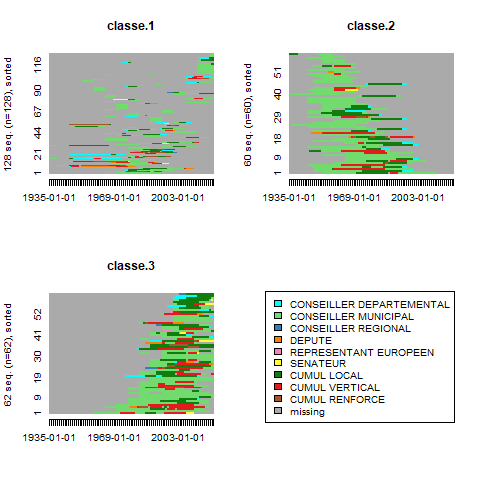 classe.1
128 seq. (n=128), sorted
116
90
67
44
21
1
1935-01-01 1969-01-01 2003-01-01
classe.2
60 seq. (n=60), sorted
51
40
29
18
9
1
1935-01-01 1969-01-01 2003-01-01
classe.3
62 seq. (n=62), sorted
52
41
30
19
9
1
1935-01-01 1969-01-01 2003-01-01
CONSEILLER DEPARTEMENTAL
CONSEILLER MUNICIPAL
CONSEILLER REGIONAL
DEPUTE
REPRESENTANT EUROPEEN
SENATEUR
CUMUL LOCAL
CUMUL VERTICAL
CUMUL RENFORCE
missing